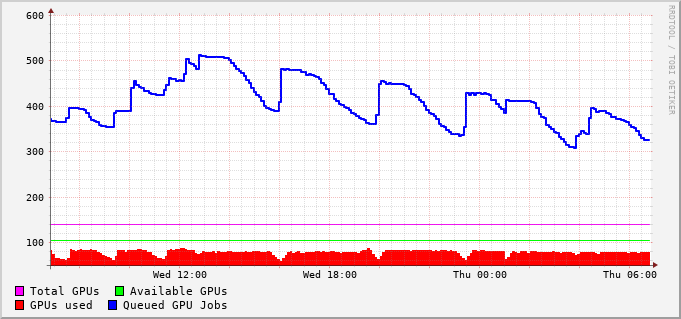 600
500
400
300
200
100
Wed 12:00 Wed 18:00 Thu 00:00 Thu 06:00
Total GPUs Available GPUs
GPUs used Queued GPU Jobs
RRDTOOL / TOBI OETIKER